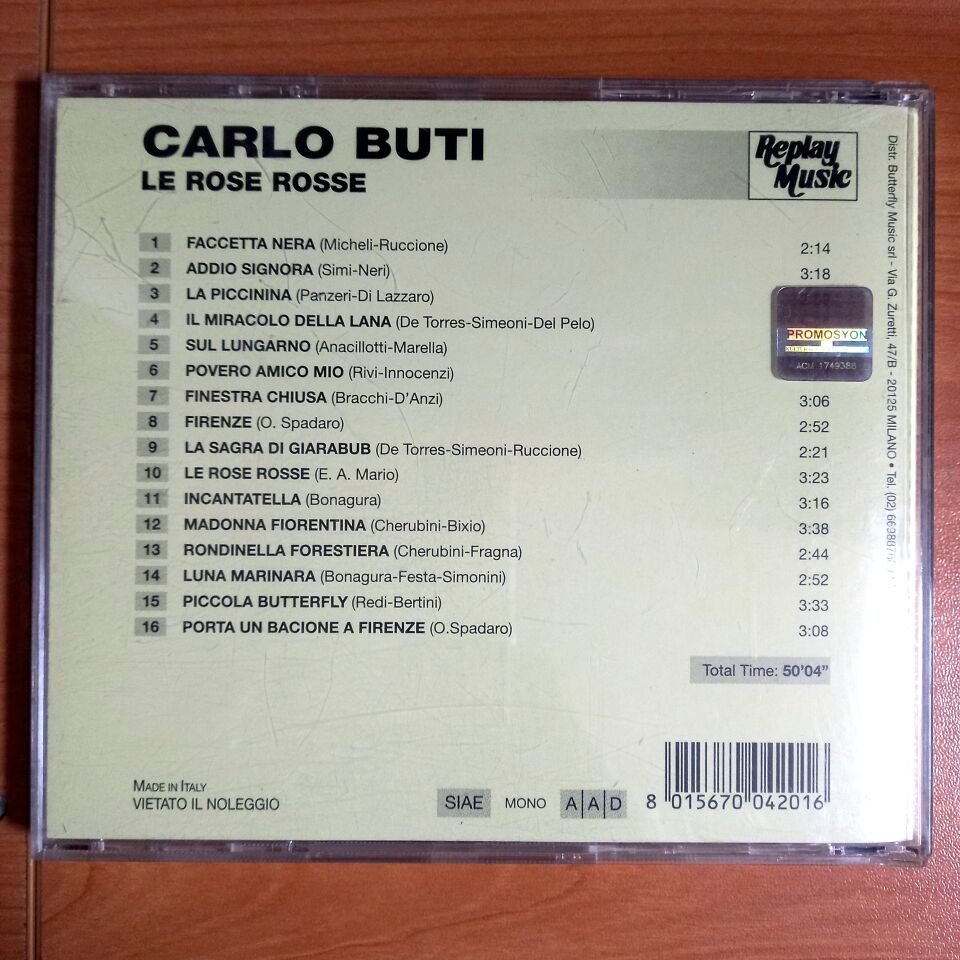 CARLO BUTI
LE ROSE ROSSE
Replay
Music
1 FACCETTA NERA (Micheli-Ruccione) 2:14
2 ADDIO SIGNORA (Simi-Neri) 3:18
3 LA PICCININA (Panzeri-Di Lazzaro)
4 IL MIRACOLO DELLA LANA (De Torres-Simeoni-Del Pelo)
5 SUL LUNGARNO (Anacillotti-Marella)
6 POVERO AMICO MIO (Rivi-Innocenzi)
7 FINESTRA CHIUSA (Bracchi-D'Anzi) 3:06
8 FIRENZE (O. Spadaro) 2:52
9 LA SAGRA DI GIARABUB (De Torres-Simeoni-Ruccione) 2:21
10 LE ROSE ROSSE (E. A. Mario) 3:23
11 INCANTATELLA (Bonagura) 3:16
12 MADONNA FIORENTINA (Cherubini-Bixio) 3:38
13 RONDINELLA FORESTIERA (Cherubini-Fragna) 2:44
14 LUNA MARINARA (Bonagura-Festa-Simonini) 2:52
15 PICCOLA BUTTERFLY (Redi-Bertini) 3:33
16 PORTA UN BACIONE A FIRENZE (O.Spadaro) 3:08
PROMOSYON
ACM 1749388
Total Time: 50'04"
Distr. Butterfly Music srl - Via G. Zuretti, 47/B - 20125 MILANO • Tel. (02)
MADE IN ITALY
VIETATO IL NOLEGGIO
SIAE MONO A A D
8 015670 042016